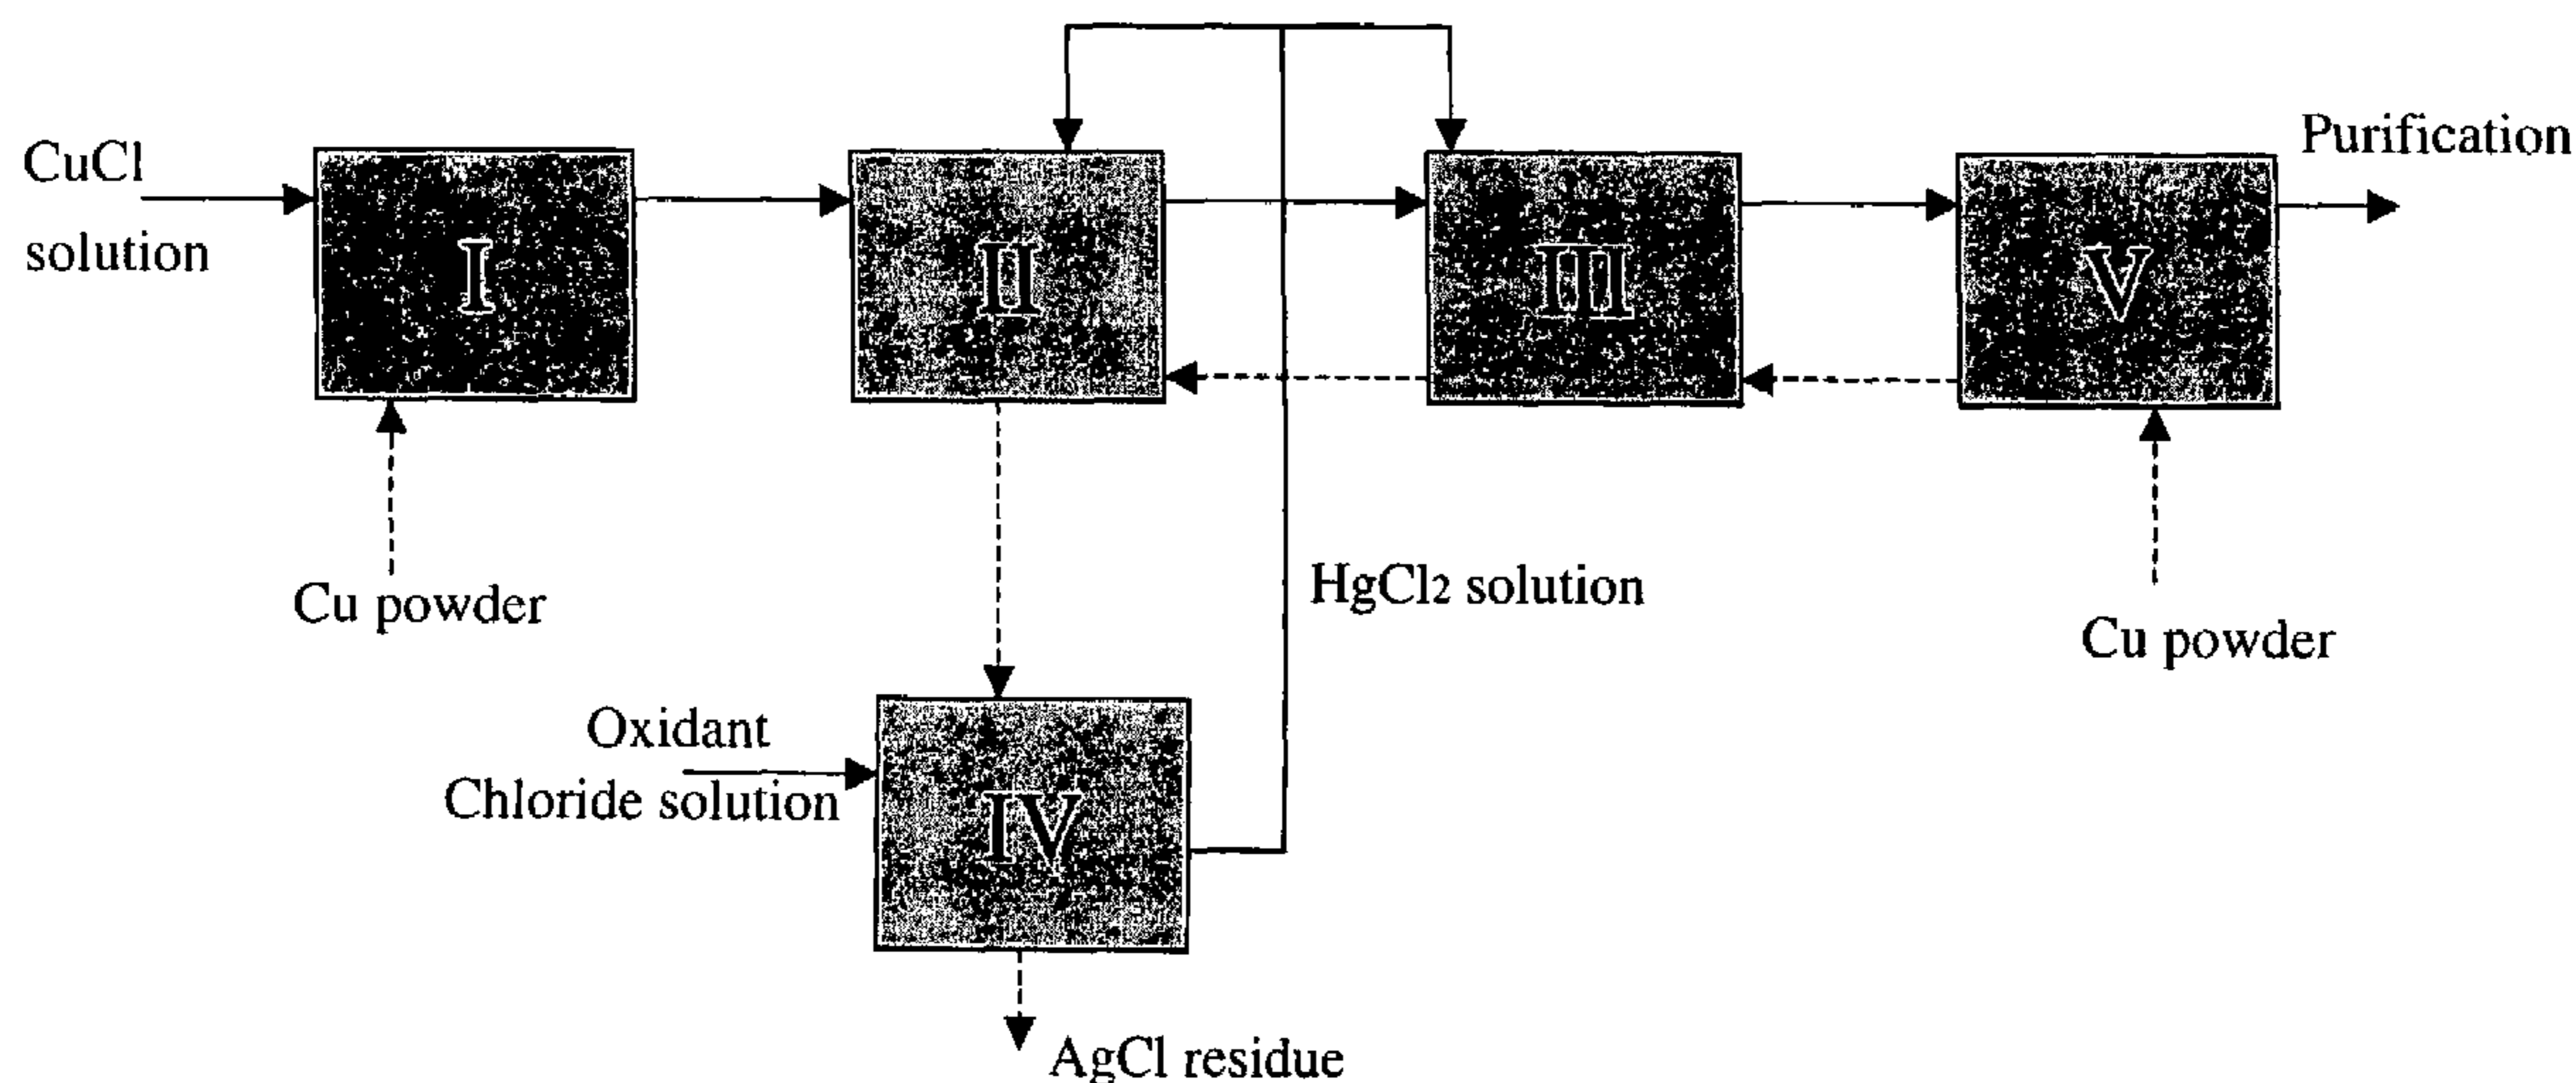 Purification
CuCl
solution
I
II
III
V
Cu powder
HgCl2 solution
Cu powder
Oxidant
Chloride solution
IV
AgCl residue